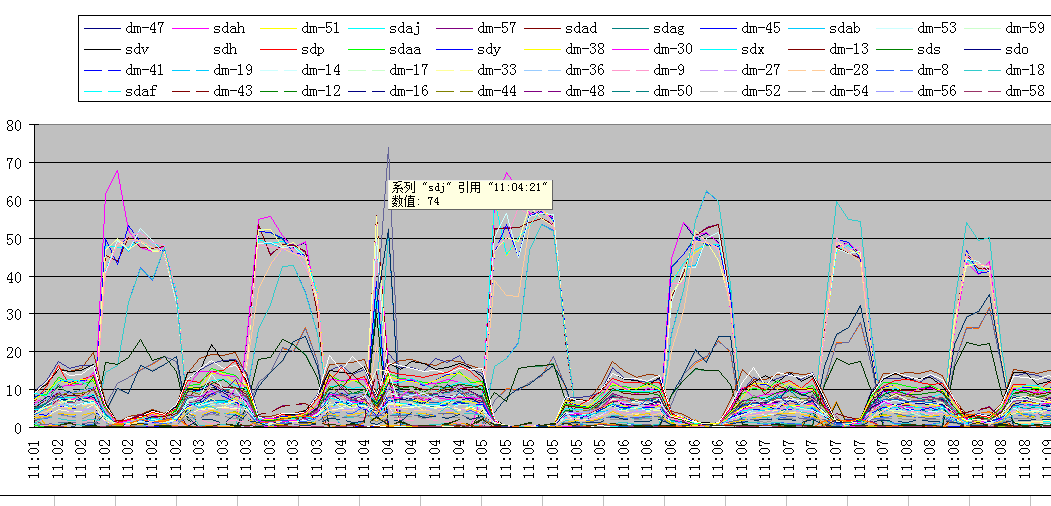 dm-47 sdah dm-51 sdaj dm-57 sdad sdag dm-45 sdab dm-53 dm-59
sdv sdh sdp sdaa sdy dm-38 dm-30 sdx dm-13 sds sdo
dm-41 dm-19 dm-14 dm-17 dm-33 dm-36 dm-9 dm-27 dm-28 dm-8 dm-18
sdaf dm-43 dm-12 dm-16 dm-44 dm-48 dm-50 dm-52 dm-54 dm-56 dm-58
80
70
60
50
40
30
20
10
0
系列 "sdj" 引用 "11:04:21"
数值: 74
11:01 11:02 11:02 11:02 11:02 11:02 11:03 11:03 11:03 11:03 11:03 11:03 11:04 11:04 11:04 11:04 11:04 11:04 11:05 11:05 11:05 11:05 11:05 11:06 11:06 11:06 11:06 11:06 11:06 11:07 11:07 11:07 11:07 11:07 11:07 11:08 11:08 11:08 11:08 11:08 11:08 11:09